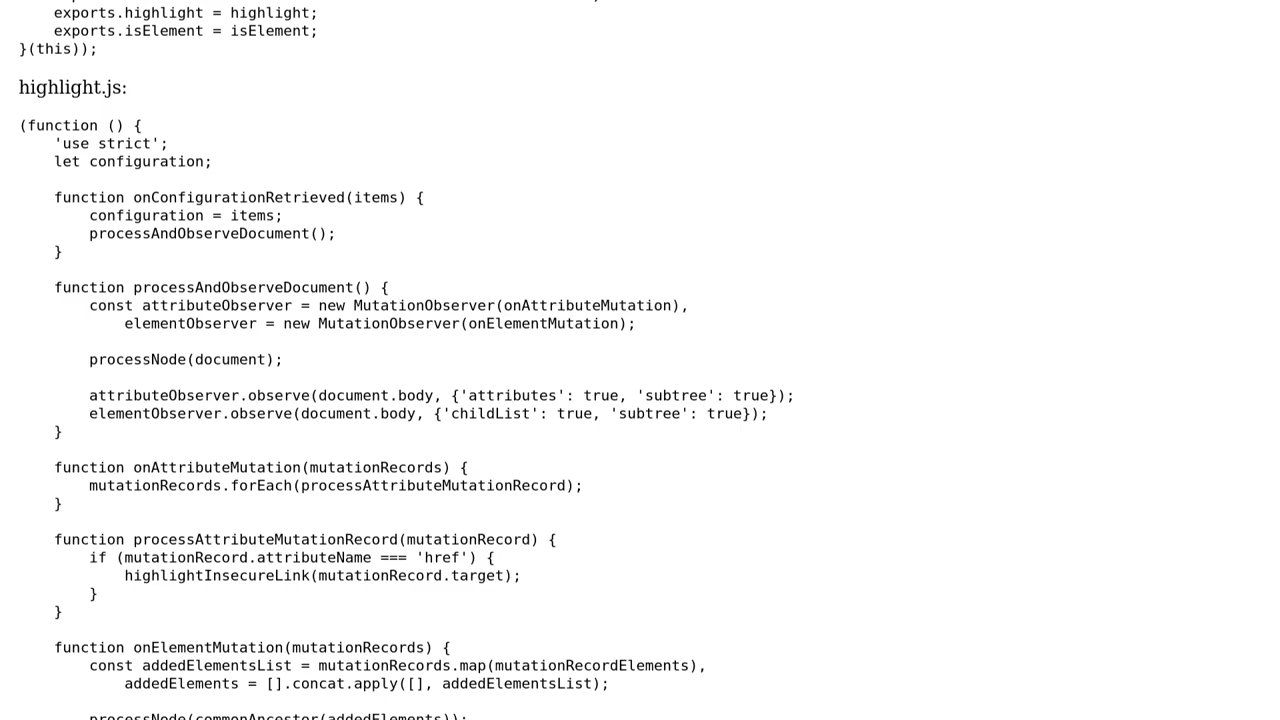 exports.highlight = highlight;
exports.isElement = isElement;
}(this));
highlight.js:
(function () {
'use strict';
let configuration;
function onConfigurationRetrieved(items) {
configuration = items;
processAndObserveDocument();
}
function processAndObserveDocument() {
const attributeObserver = new MutationObserver(onAttributeMutation),
elementObserver = new MutationObserver(onElementMutation);
processNode(document);
attributeObserver.observe(document.body, {'attributes': true, 'subtree': true});
elementObserver.observe(document.body, {'childList': true, 'subtree': true});
}
function onAttributeMutation(mutationRecords) {
mutationRecords.forEach(processAttributeMutationRecord);
}
function processAttributeMutationRecord(mutationRecord) {
if (mutationRecord.attributeName === 'href') {
highlightInsecureLink(mutationRecord.target);
}
}
function onElementMutation(mutationRecords) {
const addedElementsList = mutationRecords.map(mutationRecordElements),
addedElements = [].concat.apply([], addedElementsList);
processNode(commonAncestor(addedElements));